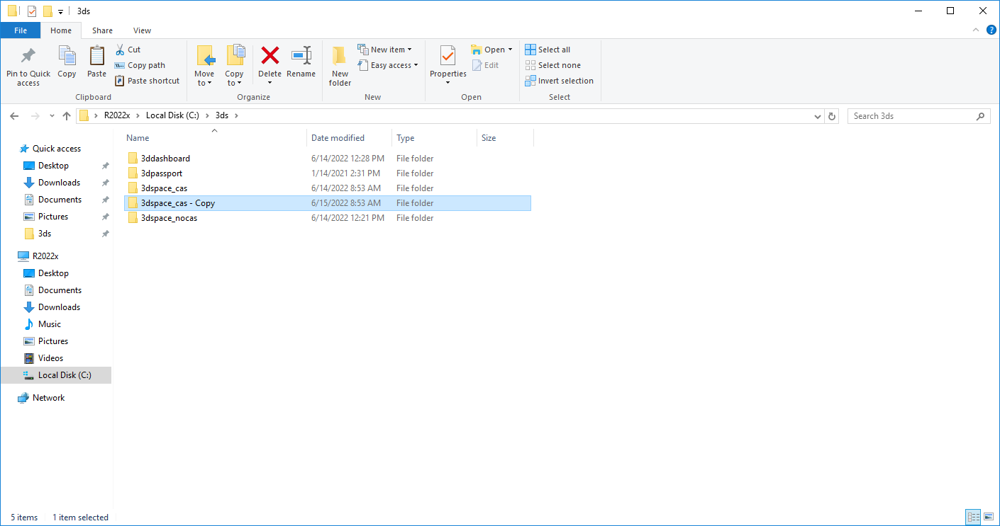 3ds
File Home Share View
Pin to Quick access
Copy
Paste
Cut
Copy path
Paste shortcut
Clipboard
Move to
Copy to
Delete
Rename
Organize
New folder
New item
Easy access
New
Properties
Open
Edit
Open
Select all
Select none
Invert selection
Select
R2022x Local Disk (C:) 3ds
Search 3ds
Quick access
Desktop
Downloads
Documents
Pictures
3ds
R2022x
Desktop
Documents
Downloads
Music
Pictures
Videos
Local Disk (C:)
Network
Name Date modified Type Size
3ddashboard 6/14/2022 12:28 PM File folder
3dpassport 1/14/2021 2:31 PM File folder
3dspace_cas 6/14/2022 8:53 AM File folder
3dspace_cas - Copy 6/15/2022 8:53 AM File folder
3dspace_nocas 6/14/2022 12:21 PM File folder
5 items 1 item selected